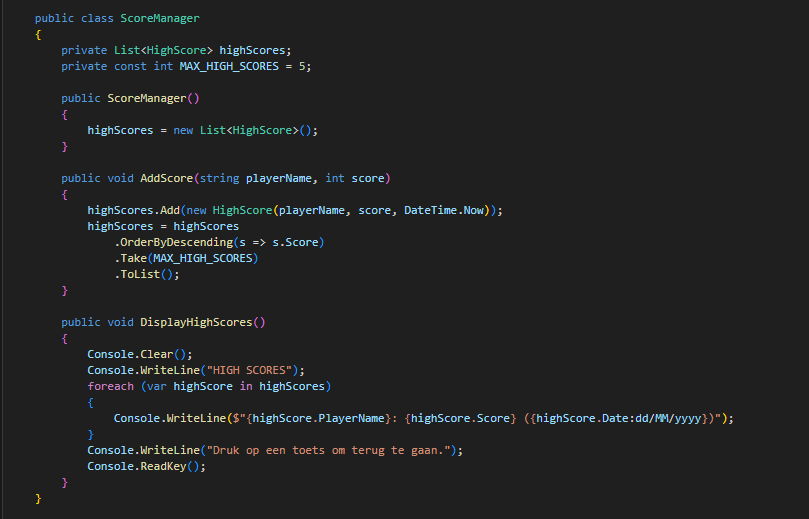 public class ScoreManager
{
    private List<HighScore> highScores;
    private const int MAX_HIGH_SCORES = 5;

    public ScoreManager()
    {
        highScores = new List<HighScore>();
    }

    public void AddScore(string playerName, int score)
    {
        highScores.Add(new HighScore(playerName, score, DateTime.Now));
        highScores = highScores
            .OrderByDescending(s => s.Score)
            .Take(MAX_HIGH_SCORES)
            .ToList();
    }

    public void DisplayHighScores()
    {
        Console.Clear();
        Console.WriteLine("HIGH SCORES");
        foreach (var highScore in highScores)
        {
            Console.WriteLine($"{highScore.PlayerName}: {highScore.Score} ({highScore.Date:dd/MM/yyyy})");
        }
        Console.WriteLine("Druk op een toets om terug te gaan.");
        Console.ReadKey();
    }
}